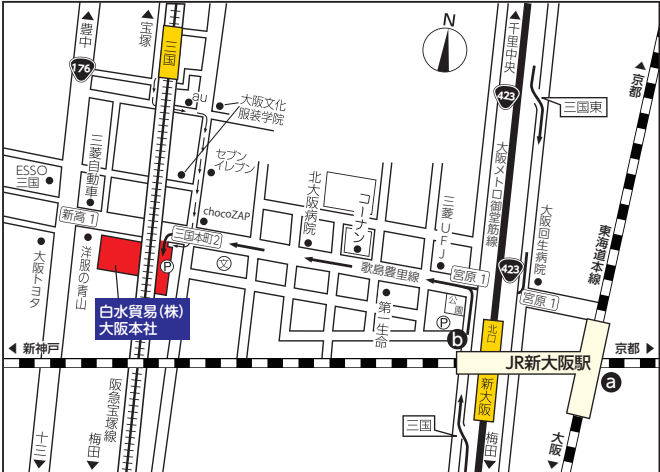 豊中
宝塚
N
千里中央
京都
三国
176
423
三国東
au
大阪文化
服装学院
三菱自動車
セブン
イレブン
ESSO
三国
大阪メトロ御堂筋線
北大阪病院
コーナン
三菱UFJ
大阪回生病院
東海道本線
chocoZAP
新高1
三国本町2
P
文
歌島豊里線
宮原1
423
宮原1
大阪トヨタ
洋服の青山
第一生命
公園
P
白水貿易(株)
大阪本社
b
北口
新神戸
京都
JR新大阪駅
新大阪
a
阪急宝塚線
三国
十三
梅田
梅田
大阪